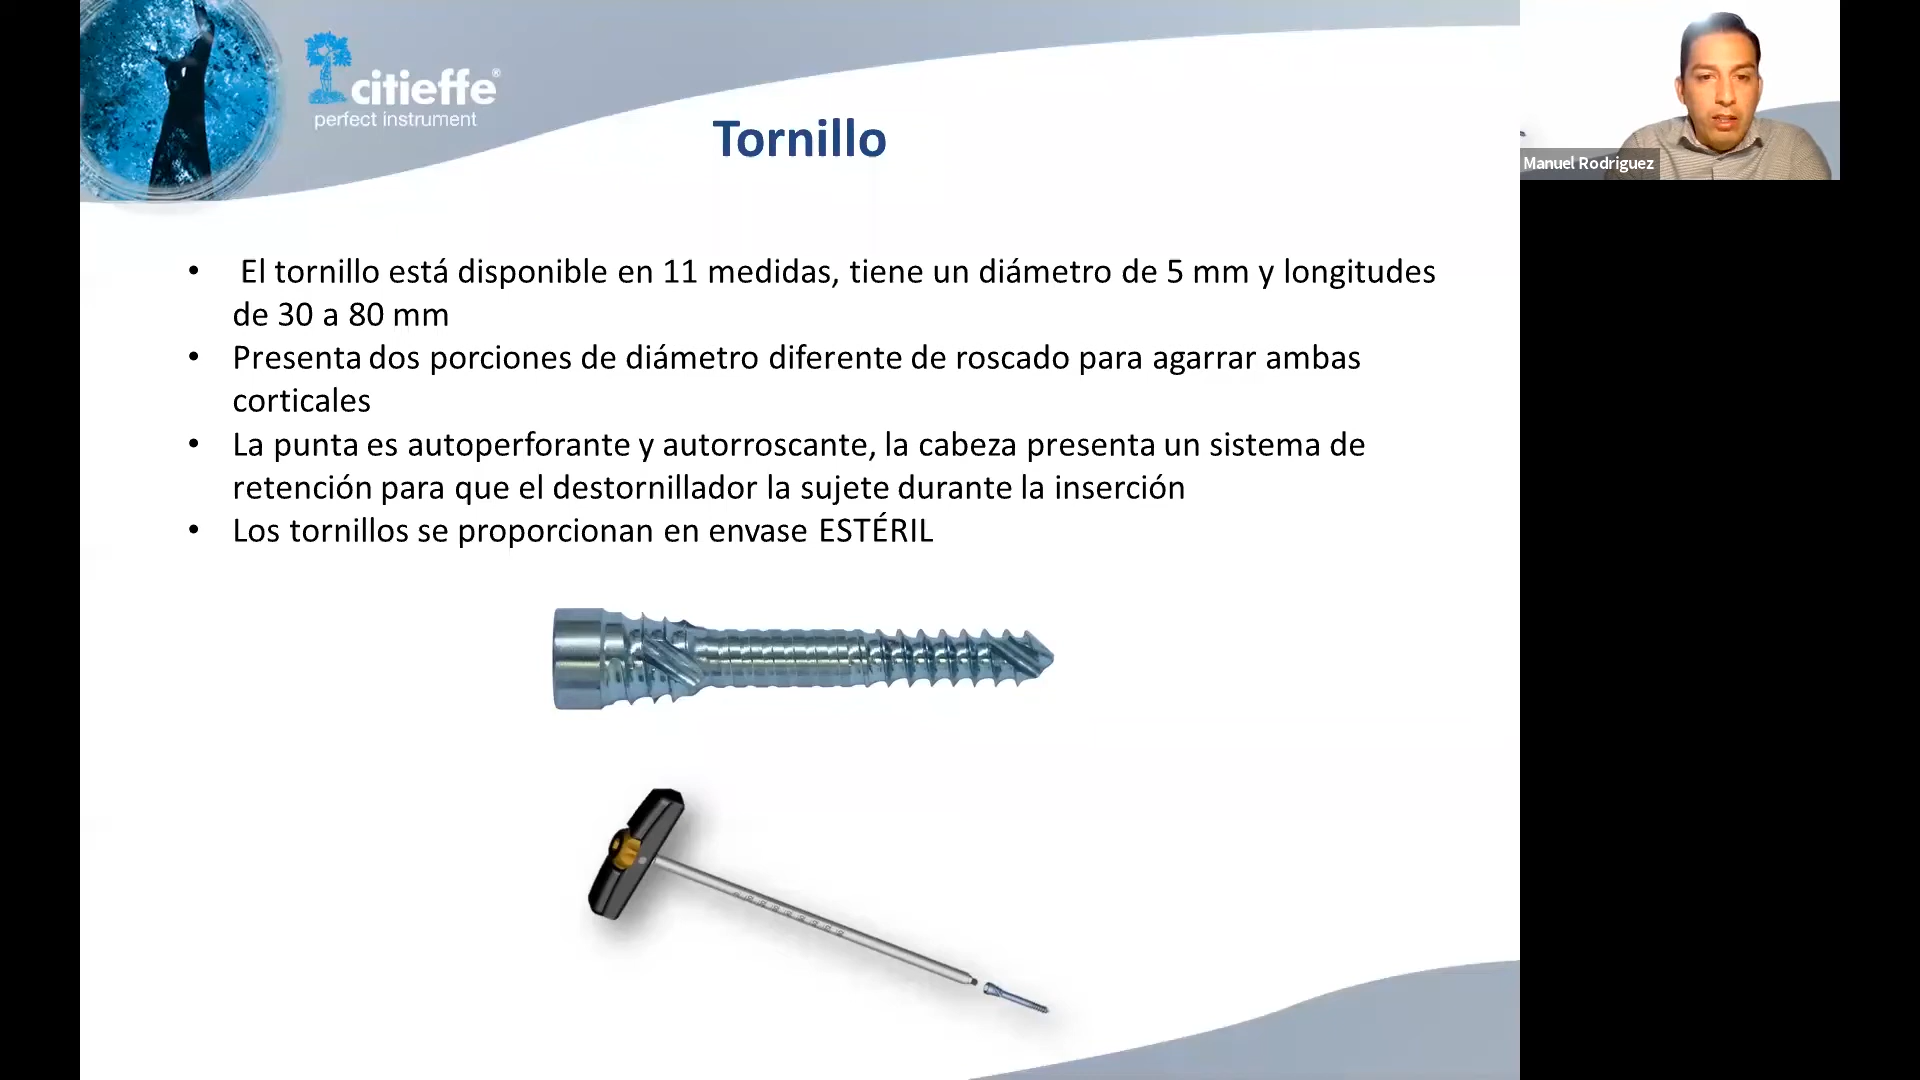 citieffe®
perfect instrument
Tornillo
Manuel Rodriguez
• El tornillo está disponible en 11 medidas, tiene un diámetro de 5 mm y longitudes
de 30 a 80 mm
• Presenta dos porciones de diámetro diferente de roscado para agarrar ambas
corticales
• La punta es autoperforante y autorroscante, la cabeza presenta un sistema de
retención para que el destornillador la sujete durante la inserción
• Los tornillos se proporcionan en envase ESTÉRIL